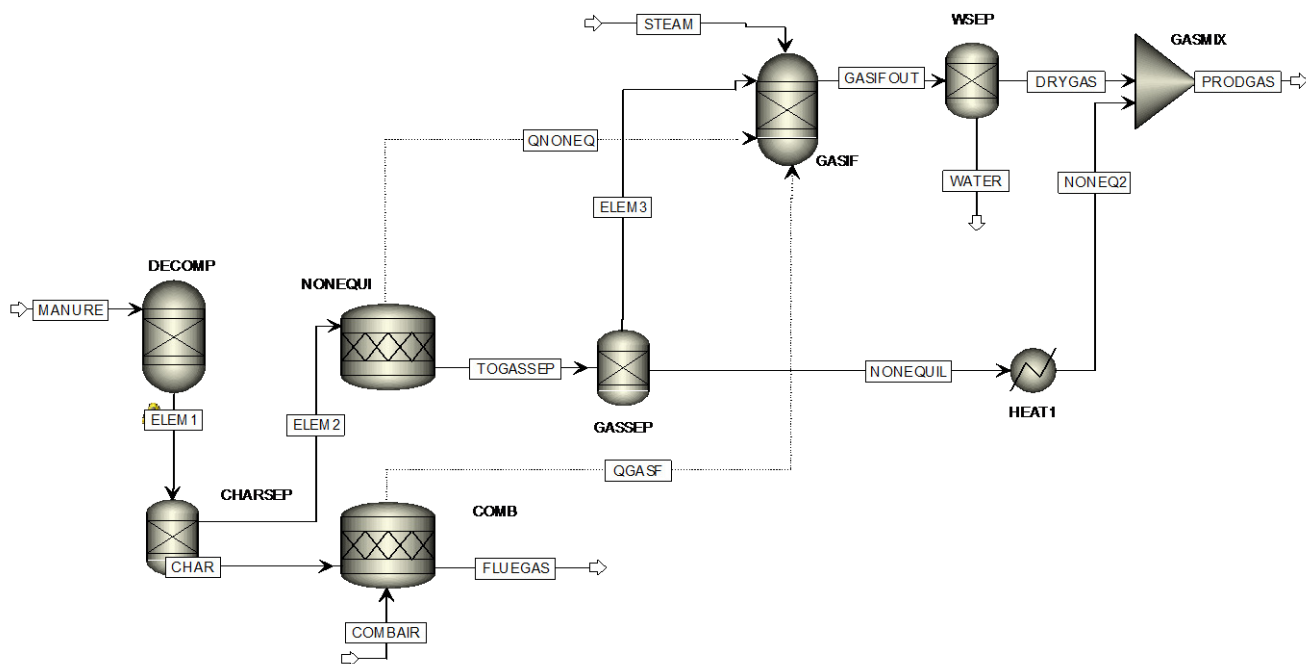 STEAM
WSEP
GASMIX
GASIFOUT
DRYGAS
PRODGAS
QNONEQ
GASIF
WATER
NONEQ2
ELEM3
DECOMP
NONEQUI
MANURE
TOGASSEP
NONEQUIL
ELEM1
ELEM2
GASSEP
HEAT1
QGASF
CHARSEP
COMB
CHAR
FLUEGAS
COMBAIR